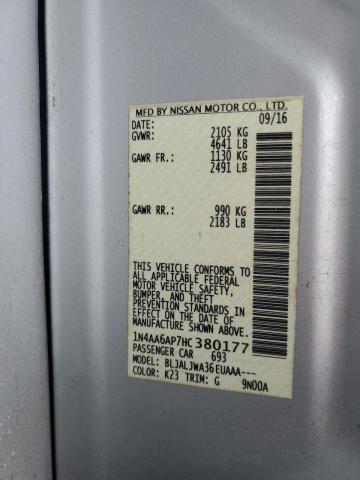 MFD BY NISSAN MOTOR CO., LTD.
DATE: 09/16
GVWR: 2105 KG
4641 LB
GAWR FR.: 1130 KG
2491 LB
GAWR RR.: 990 KG
2183 LB
THIS VEHICLE CONFORMS TO
ALL APPLICABLE FEDERAL
MOTOR VEHICLE SAFETY,
BUMPER, AND THEFT
PREVENTION STANDARDS IN
EFFECT ON THE DATE OF
MANUFACTURE SHOWN ABOVE.
1N4AA6AP7HC 380177
PASSENGER CAR 693
MODEL: BLJALJWA36EUAAA---
COLOR: K23 TRIM: G 9N00A